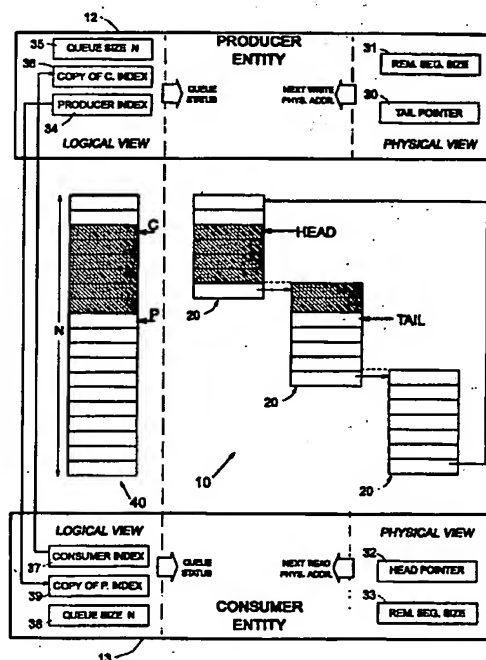 12
35
QUEUE SIZE N
36
COPY OF C. INDEX
PRODUCER INDEX
34
LOGICAL VIEW
PRODUCER
ENTITY
QUEUE
STATUS
NEXT WRITE
PHYS. ADDR.
31
REM. SEG. SIZE
30
TAIL POINTER
PHYSICAL VIEW
N
C
P
40
HEAD
20
TAIL
20
20
10
LOGICAL VIEW
CONSUMER INDEX
37
COPY OF P. INDEX
39
QUEUE SIZE N
38
QUEUE
STATUS
NEXT READ
PHYS. ADDR.
CONSUMER
ENTITY
PHYSICAL VIEW
32
HEAD POINTER
33
REM. SEG. SIZE
13